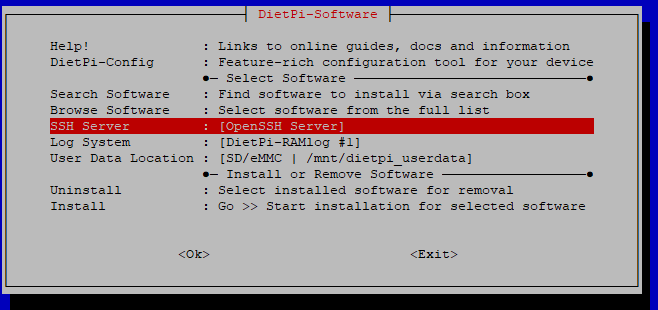 DietPi-Software
Help! : Links to online guides, docs and information
DietPi-Config : Feature-rich configuration tool for your device
●─ Select Software ─────────────────────────────●
Search Software : Find software to install via search box
Browse Software : Select software from the full list
SSH Server : [OpenSSH Server]
Log System : [DietPi-RAMlog #1]
User Data Location : [SD/eMMC | /mnt/dietpi_userdata]
●─ Install or Remove Software ──────────────────●
Uninstall : Select installed software for removal
Install : Go >> Start installation for selected software
<Ok> <Exit>